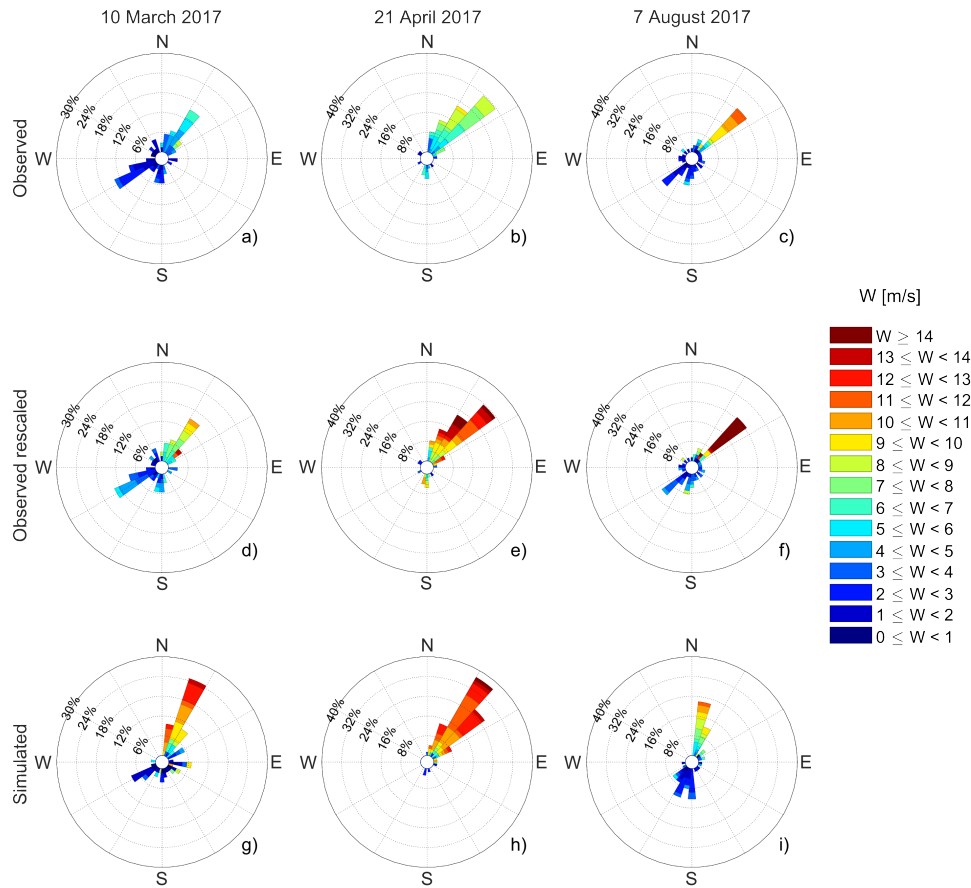 10 March 2017 21 April 2017 7 August 2017
Observed
N
W E
S
30%
24%
18%
12%
6%
a)
N
E
S
40%
32%
24%
16%
8%
b)
N
W E
S
40%
32%
24%
16%
8%
c)
Observed rescaled
N
W E
S
30%
24%
18%
12%
6%
d)
N
E
S
40%
32%
24%
16%
8%
e)
N
W E
S
40%
32%
24%
16%
8%
f)
Simulated
N
W E
S
30%
24%
18%
12%
6%
g)
N
E
S
40%
32%
24%
16%
8%
h)
N
W E
S
40%
32%
24%
16%
8%
i)
W [m/s]
W ≥ 14
13 ≤ W < 14
12 ≤ W < 13
11 ≤ W < 12
10 ≤ W < 11
9 ≤ W < 10
8 ≤ W < 9
7 ≤ W < 8
6 ≤ W < 7
5 ≤ W < 6
4 ≤ W < 5
3 ≤ W < 4
2 ≤ W < 3
1 ≤ W < 2
0 ≤ W < 1